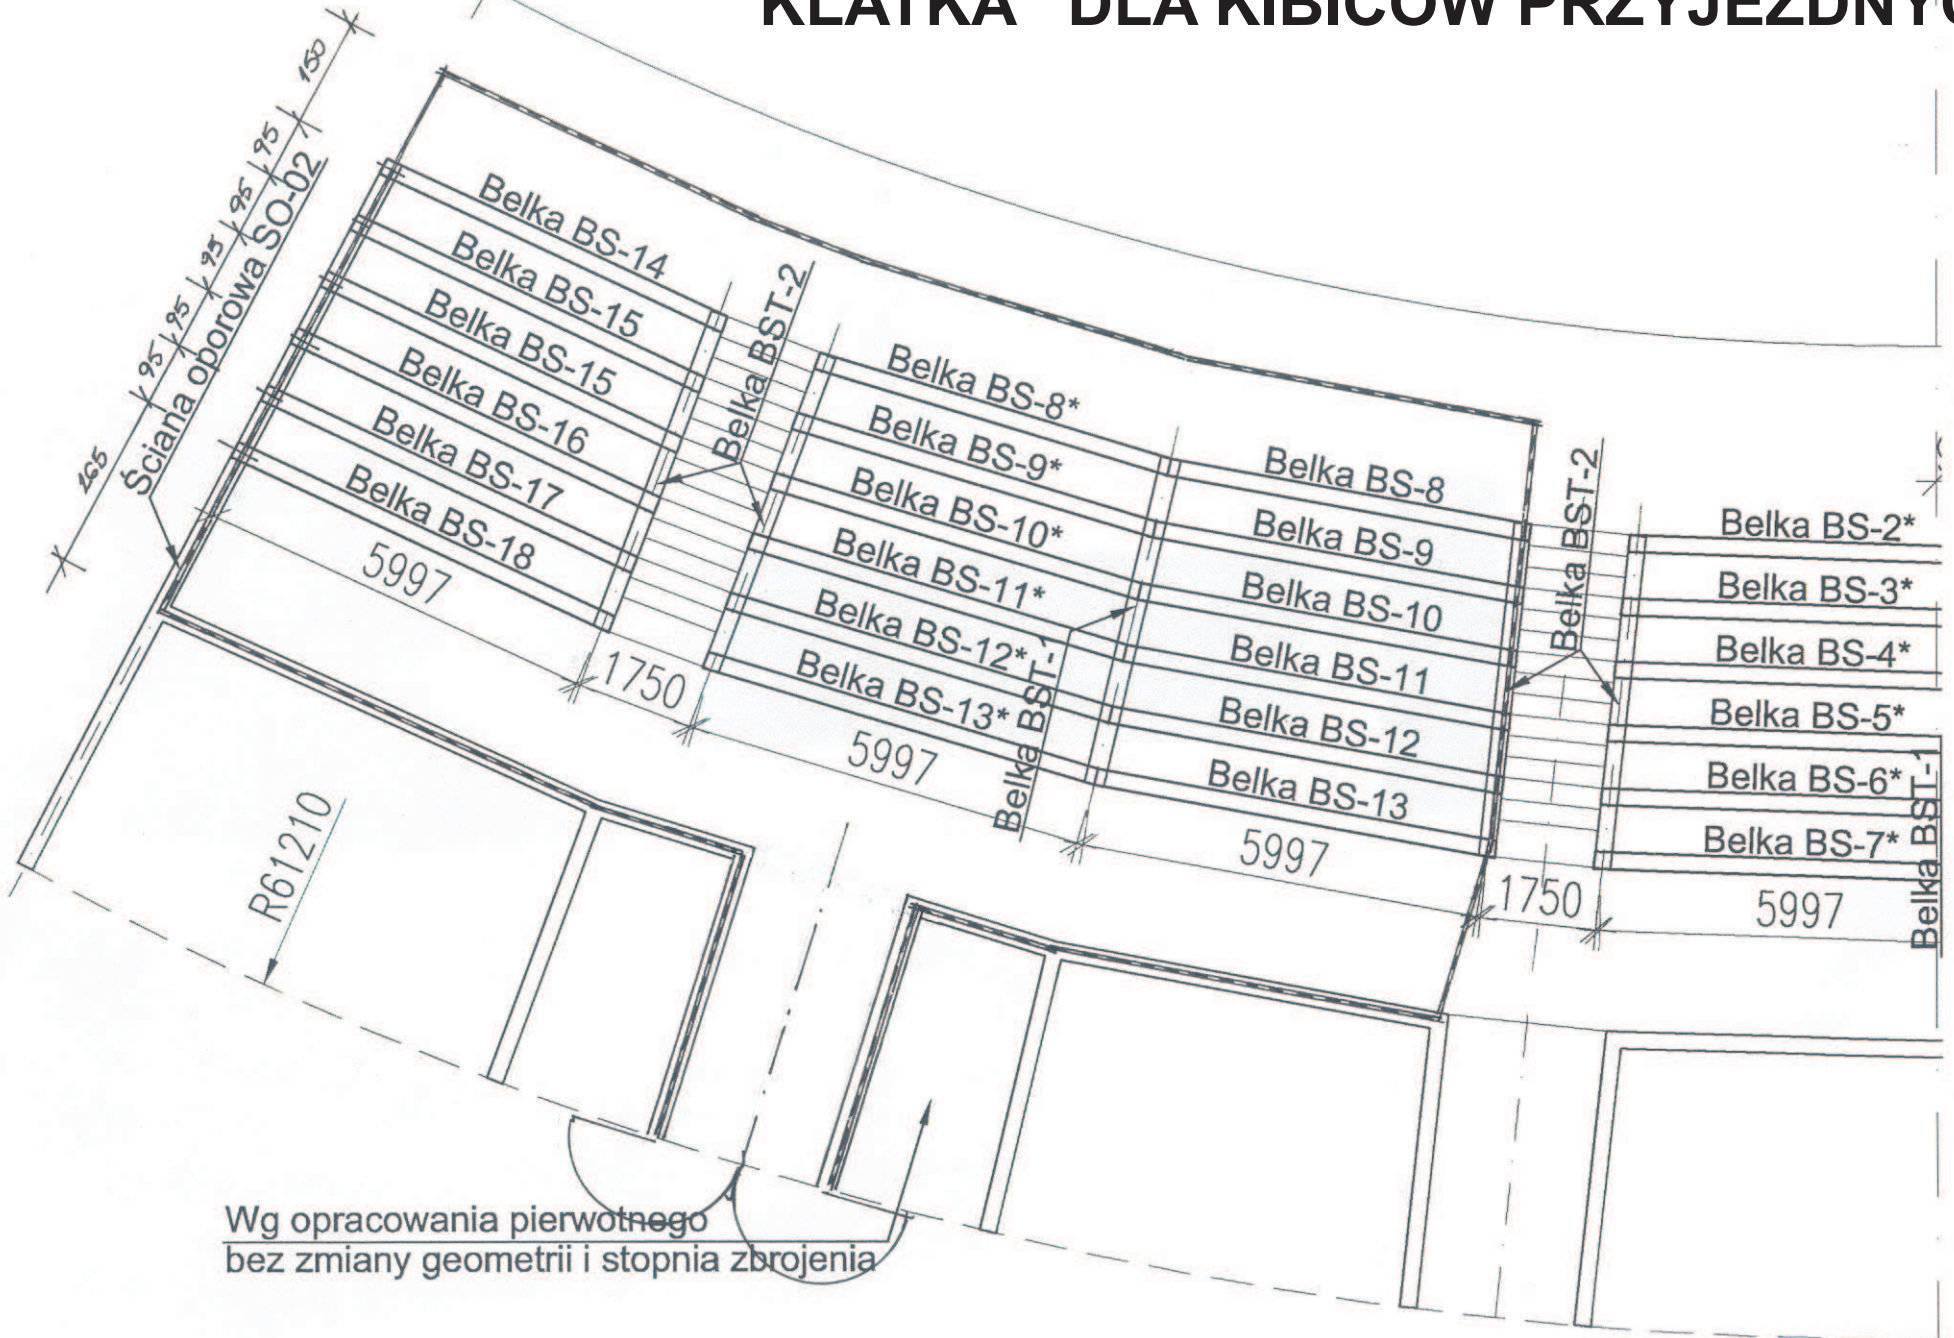 KLATKA DLA KIBICÓW PRZYJEZDNYC
150
95
95
95
95
95
265
Ściana oporowa SO-02
Belka BS-14
Belka BS-15
Belka BS-15
Belka BS-16
Belka BS-17
Belka BS-18
5997
1750
Belka BST-2
Belka BS-8*
Belka BS-9*
Belka BS-10*
Belka BS-11*
Belka BS-12*
Belka BS-13*
5997
Belka BST-1
Belka BS-8
Belka BS-9
Belka BS-10
Belka BS-11
Belka BS-12
Belka BS-13
5997
1750
Belka BST-2
Belka BS-2*
Belka BS-3*
Belka BS-4*
Belka BS-5*
Belka BS-6*
Belka BS-7*
5997
Belka BST-1
R61210
Wg opracowania pierwotnego
bez zmiany geometrii i stopnia zbrojenia